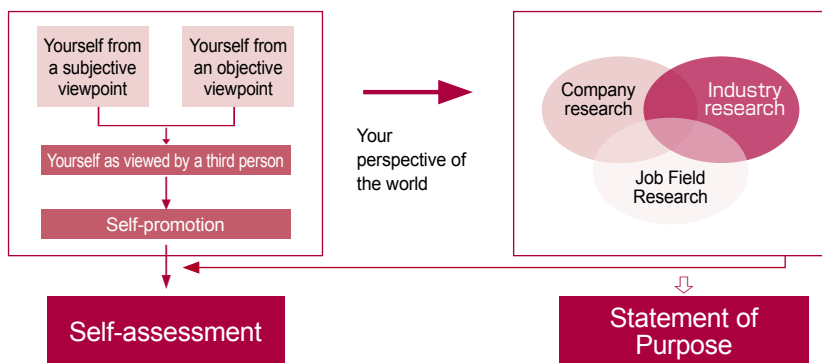 Yourself from
a subjective
viewpoint
Yourself from
an objective
viewpoint
Yourself as viewed by a third person
Self-promotion
Self-assessment
Your
perspective of
the world
Company
research
Industry
research
Job Field
Research
Statement of
Purpose